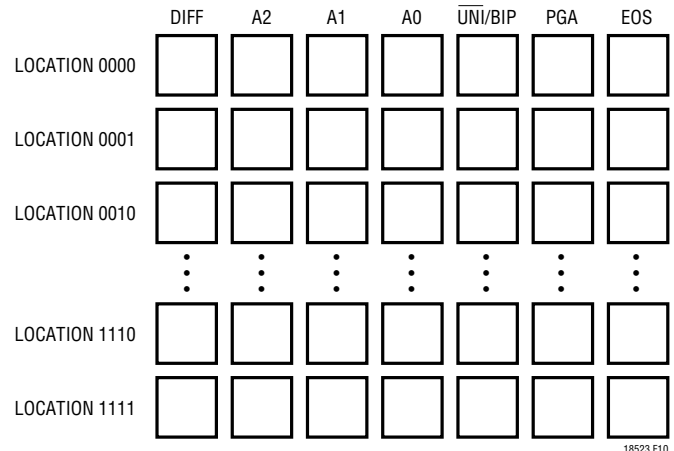 DIFF A2 A1 A0 U̅N̅I̅/BIP PGA EOS
LOCATION 0000
LOCATION 0001
LOCATION 0010
LOCATION 1110
LOCATION 1111
18523 F10